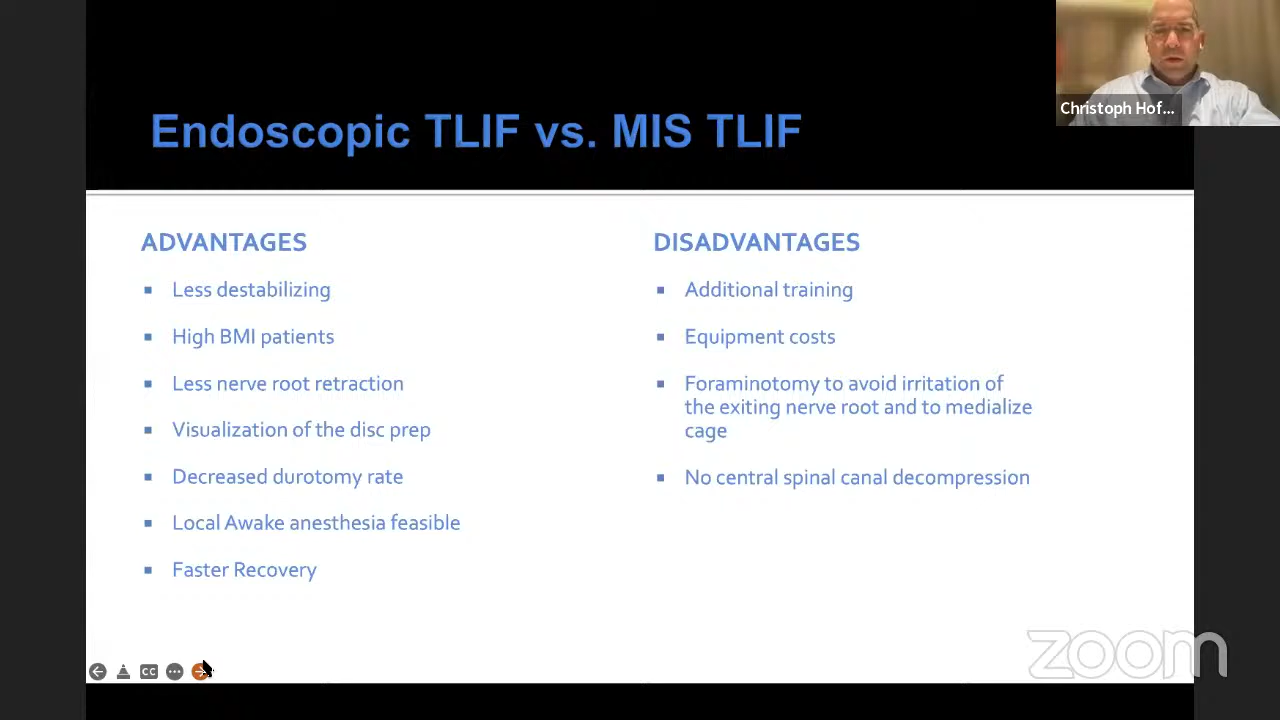 Christoph Hof...
Endoscopic TLIF vs. MIS TLIF
ADVANTAGES
Less destabilizing
High BMI patients
Less nerve root retraction
Visualization of the disc prep
Decreased durotomy rate
Local Awake anesthesia feasible
Faster Recovery
DISADVANTAGES
Additional training
Equipment costs
Foraminotomy to avoid irritation of
the exiting nerve root and to medialize
cage
No central spinal canal decompression
CC
zoom